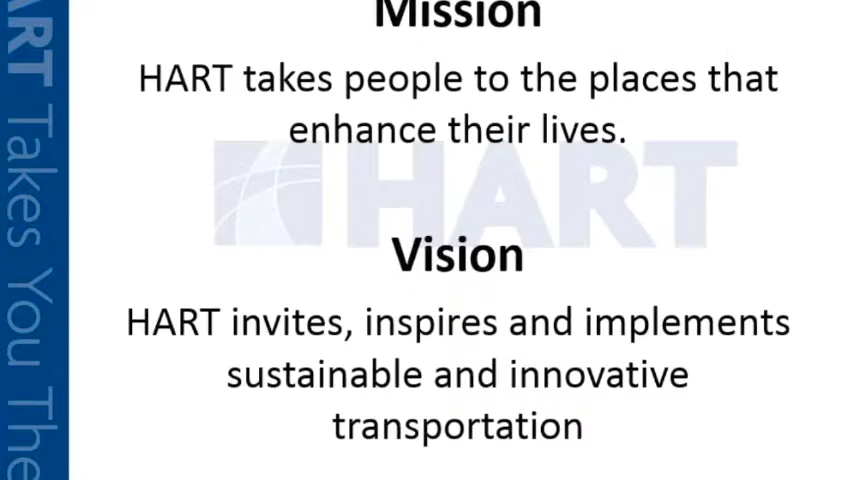 Mission
HART takes people to the places that
enhance their lives.
HART
Vision
HART invites, inspires and implements
sustainable and innovative
transportation
ART Takes You The